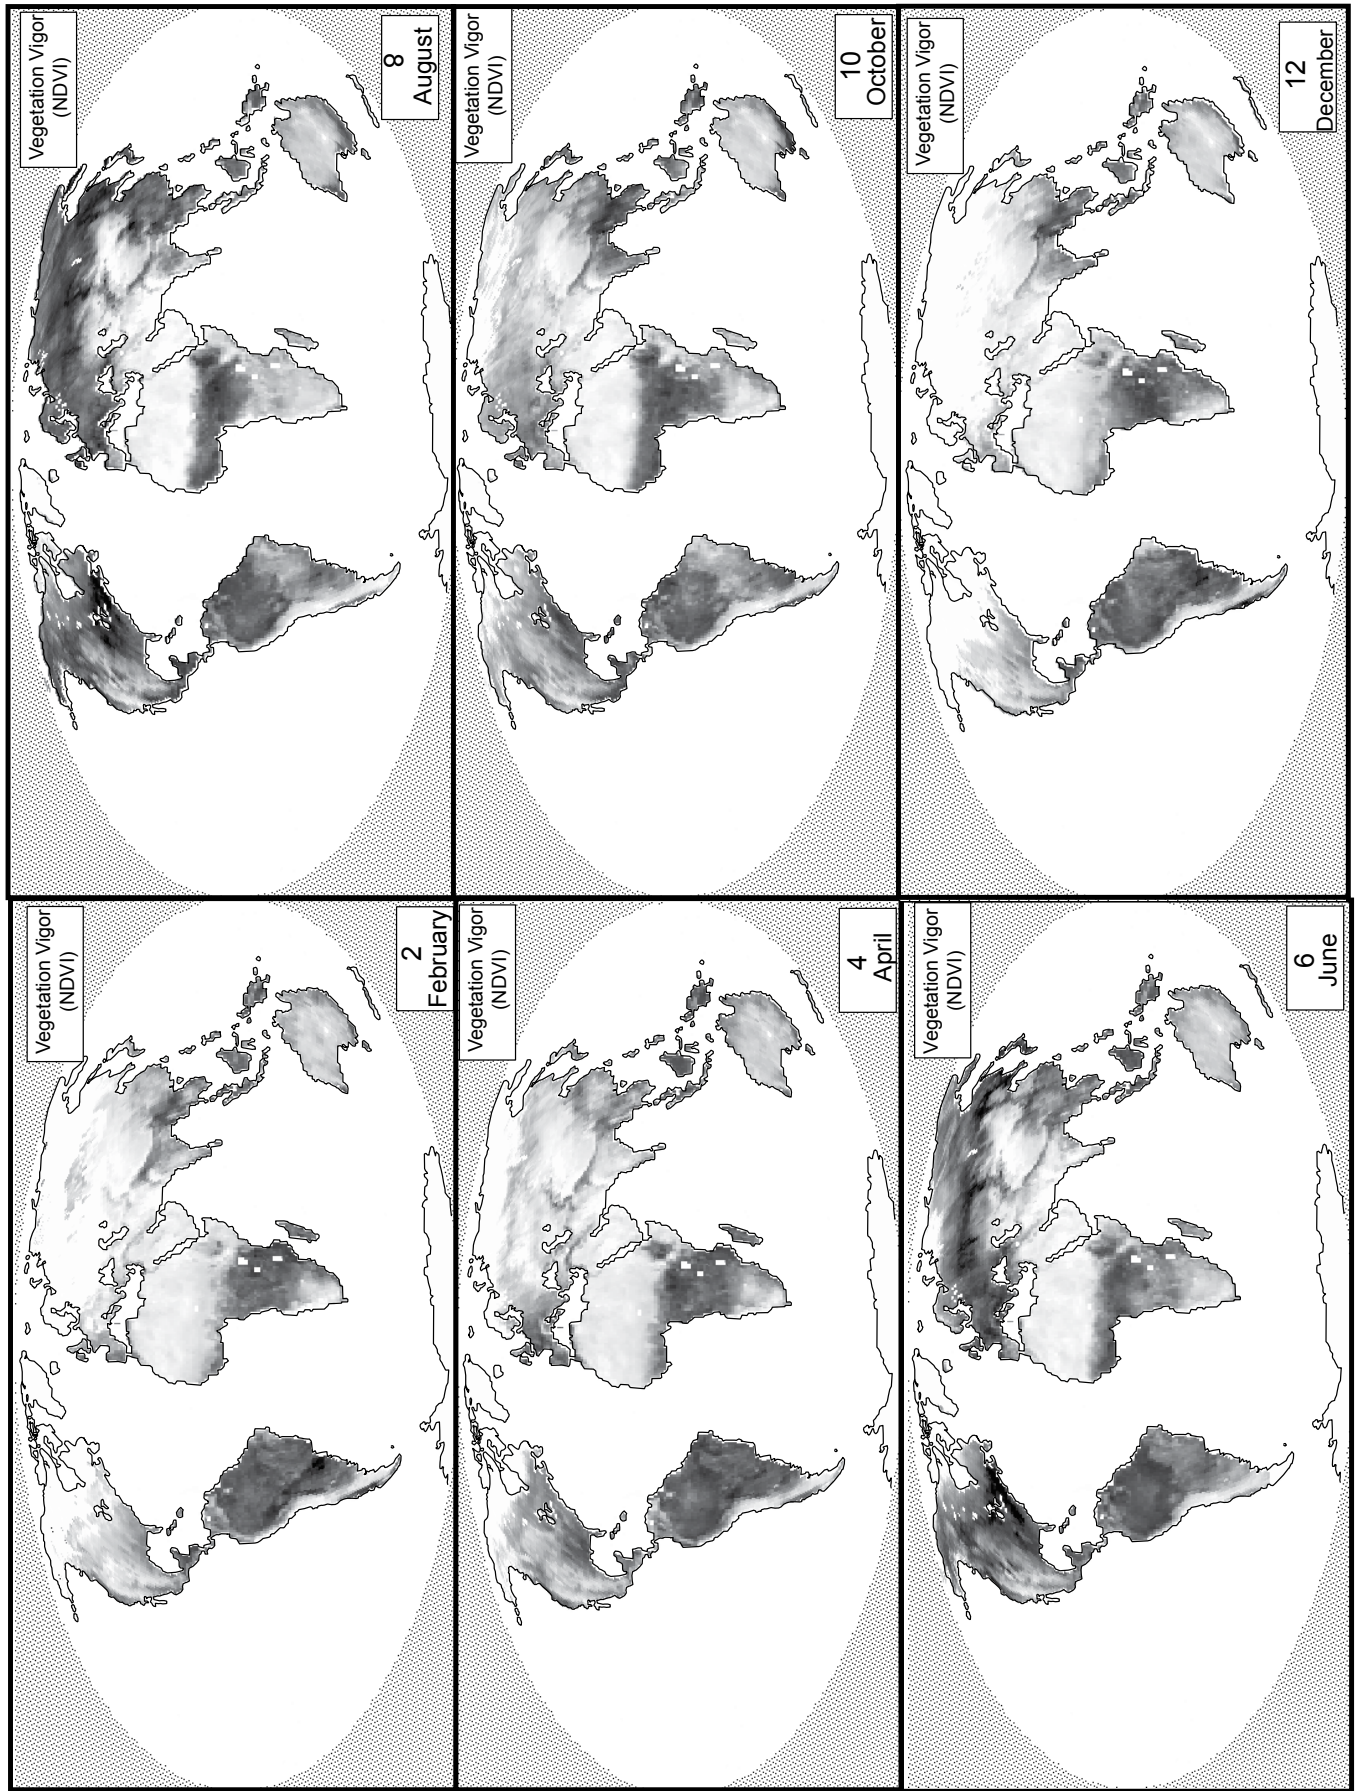 Vegetation Vigor
(NDVI)
2
February
Vegetation Vigor
(NDVI)
8
August
Vegetation Vigor
(NDVI)
4
April
Vegetation Vigor
(NDVI)
10
October
Vegetation Vigor
(NDVI)
6
June
Vegetation Vigor
(NDVI)
12
December